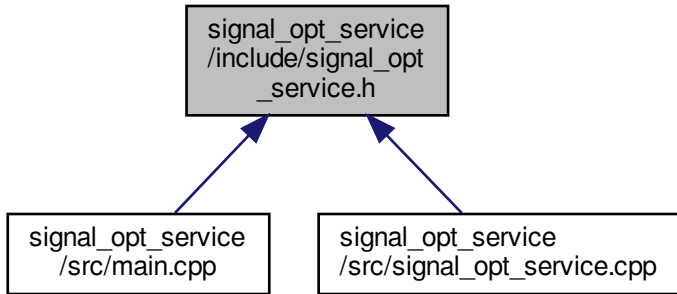 signal_opt_service
/include/signal_opt
_service.h
signal_opt_service
/src/main.cpp
signal_opt_service
/src/signal_opt_service.cpp